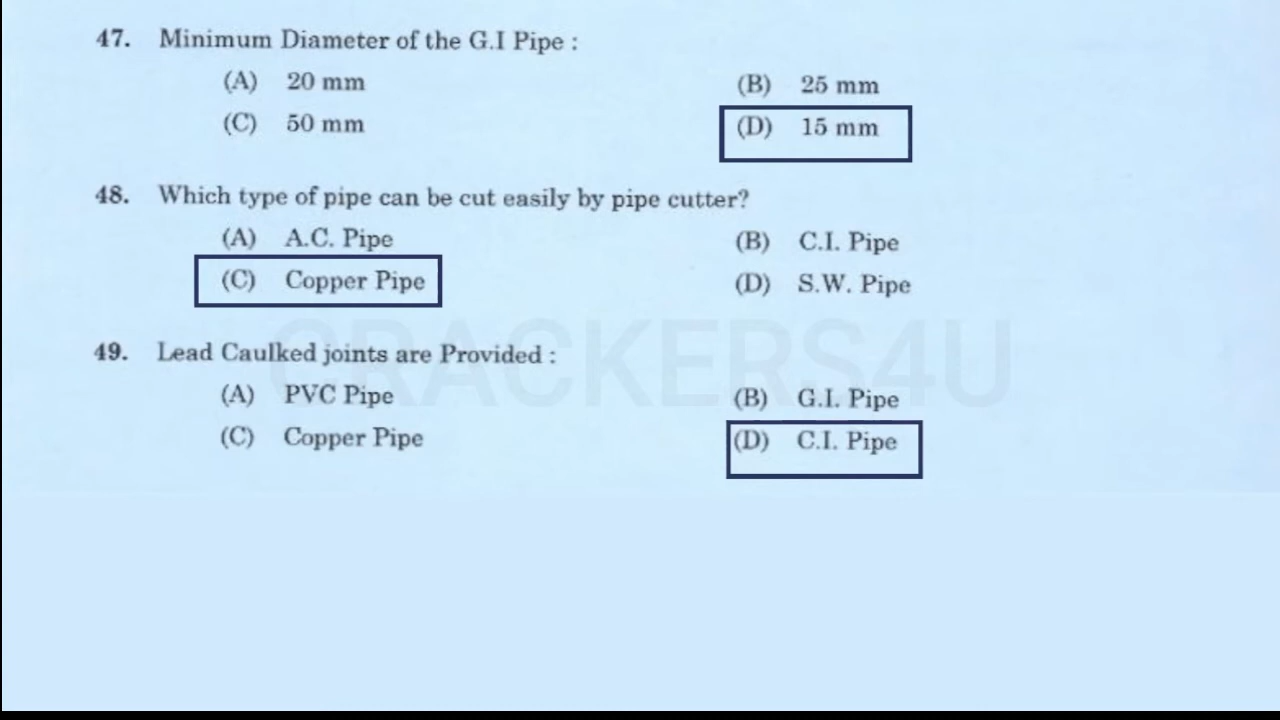 47. Minimum Diameter of the G.I Pipe :
(A) 20 mm (B) 25 mm
(C) 50 mm (D) 15 mm
48. Which type of pipe can be cut easily by pipe cutter?
(A) A.C. Pipe (B) C.I. Pipe
(C) Copper Pipe (D) S.W. Pipe
CRACKERS4U
49. Lead Caulked joints are Provided :
(A) PVC Pipe (B) G.I. Pipe
(C) Copper Pipe (D) C.I. Pipe